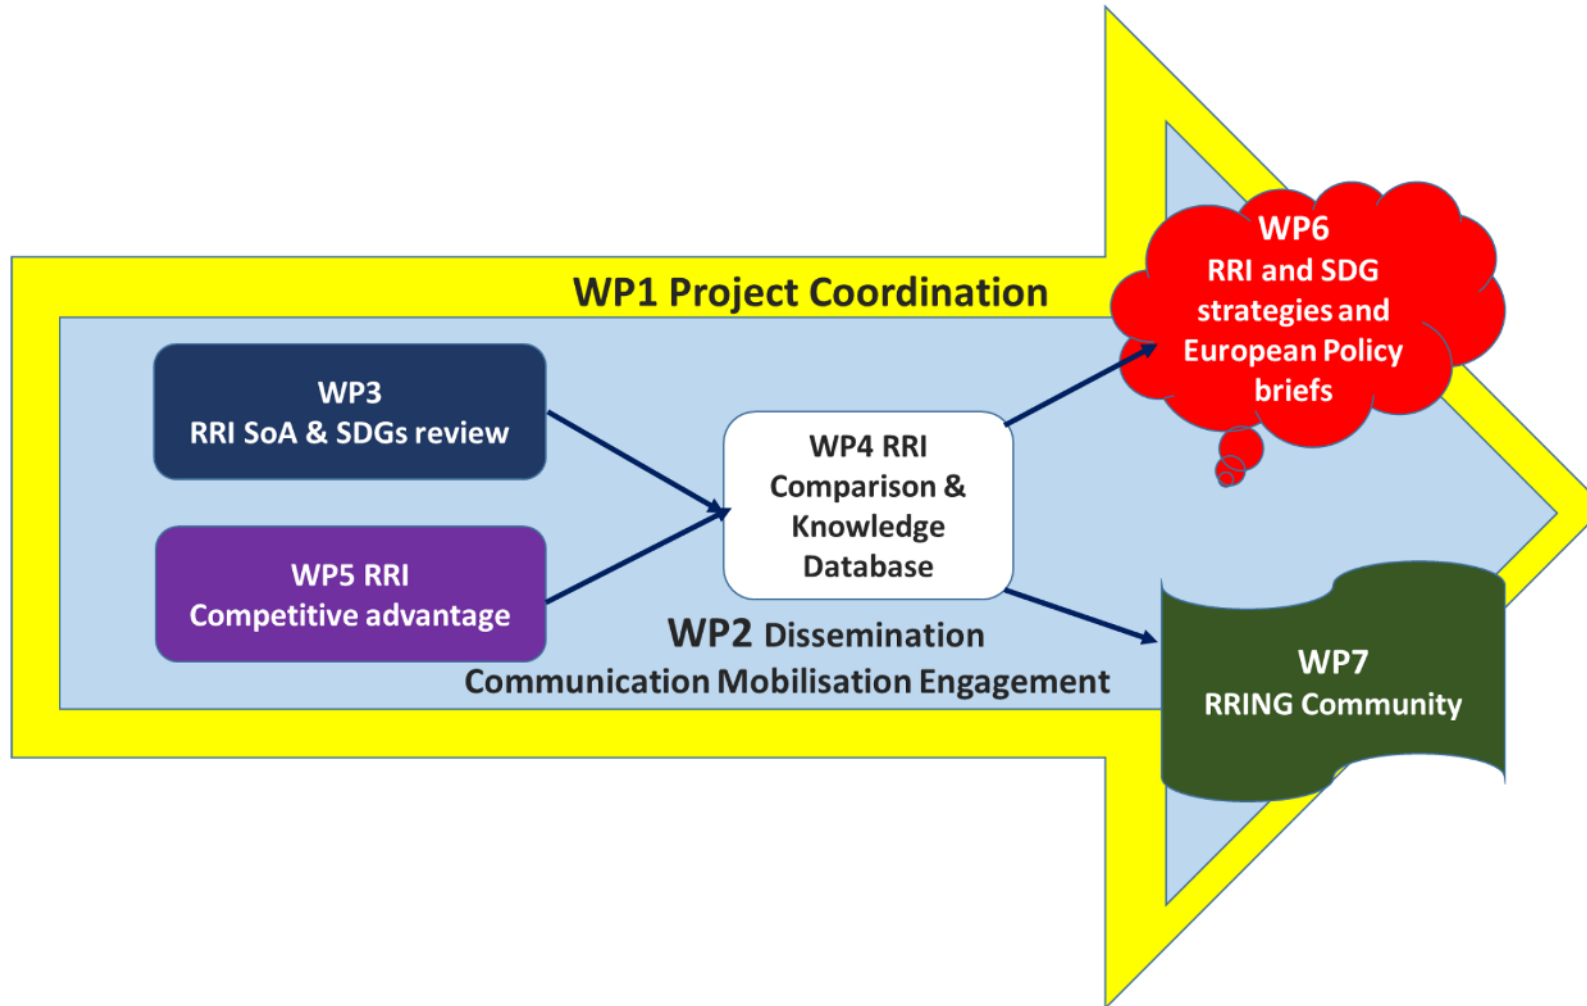 WP1 Project Coordination
WP3
RRI SoA & SDGs review
WP5 RRI
Competitive advantage
WP4 RRI
Comparison &
Knowledge
Database
WP2 Dissemination
Communication Mobilisation Engagement
WP6
RRI and SDG
strategies and
European Policy
briefs
WP7
RRING Community